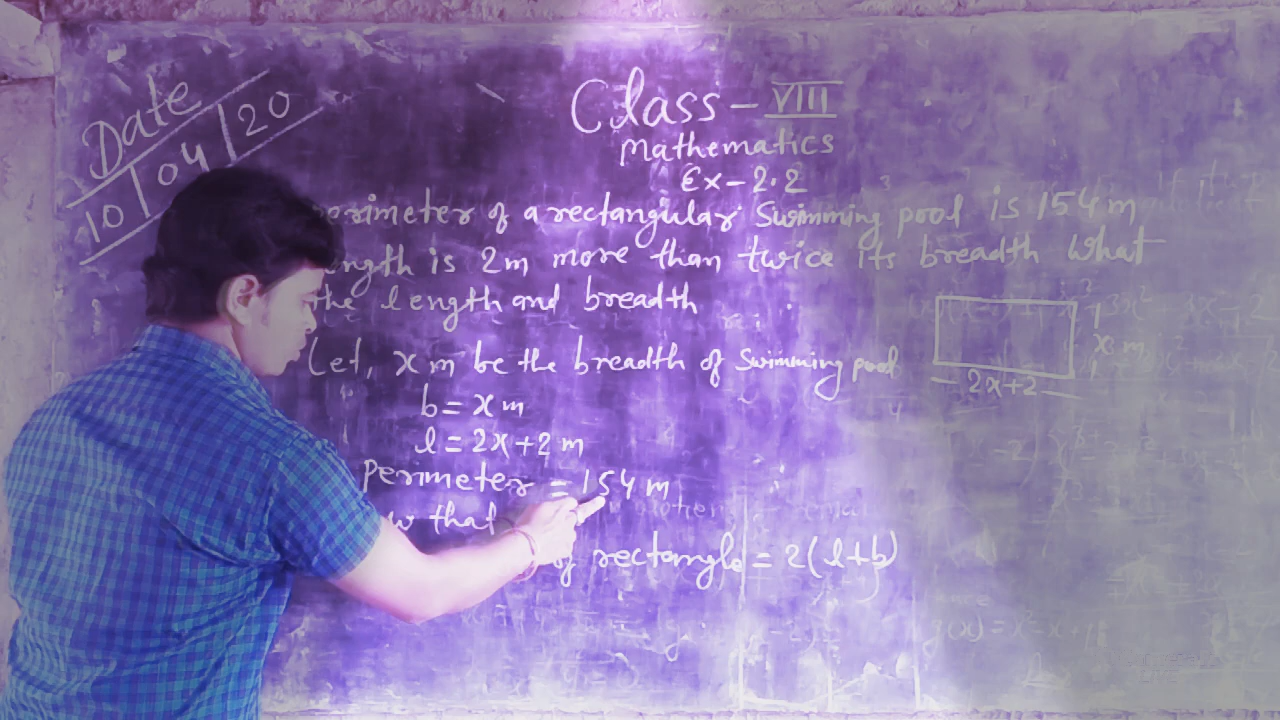 Date
10/04/20
Class - VIII
Mathematics
Ex - 2.2
perimeter of a rectangular Swimming pool is 154 m
ngth is 2m more than twice its breadth what
the length and breadth
Let, x m be the breadth of Swimming pool
b = x m
l = 2x+2 m
Perimeter = 154 m
w that
of rectangle = 2(l+b)
x m
2x+2